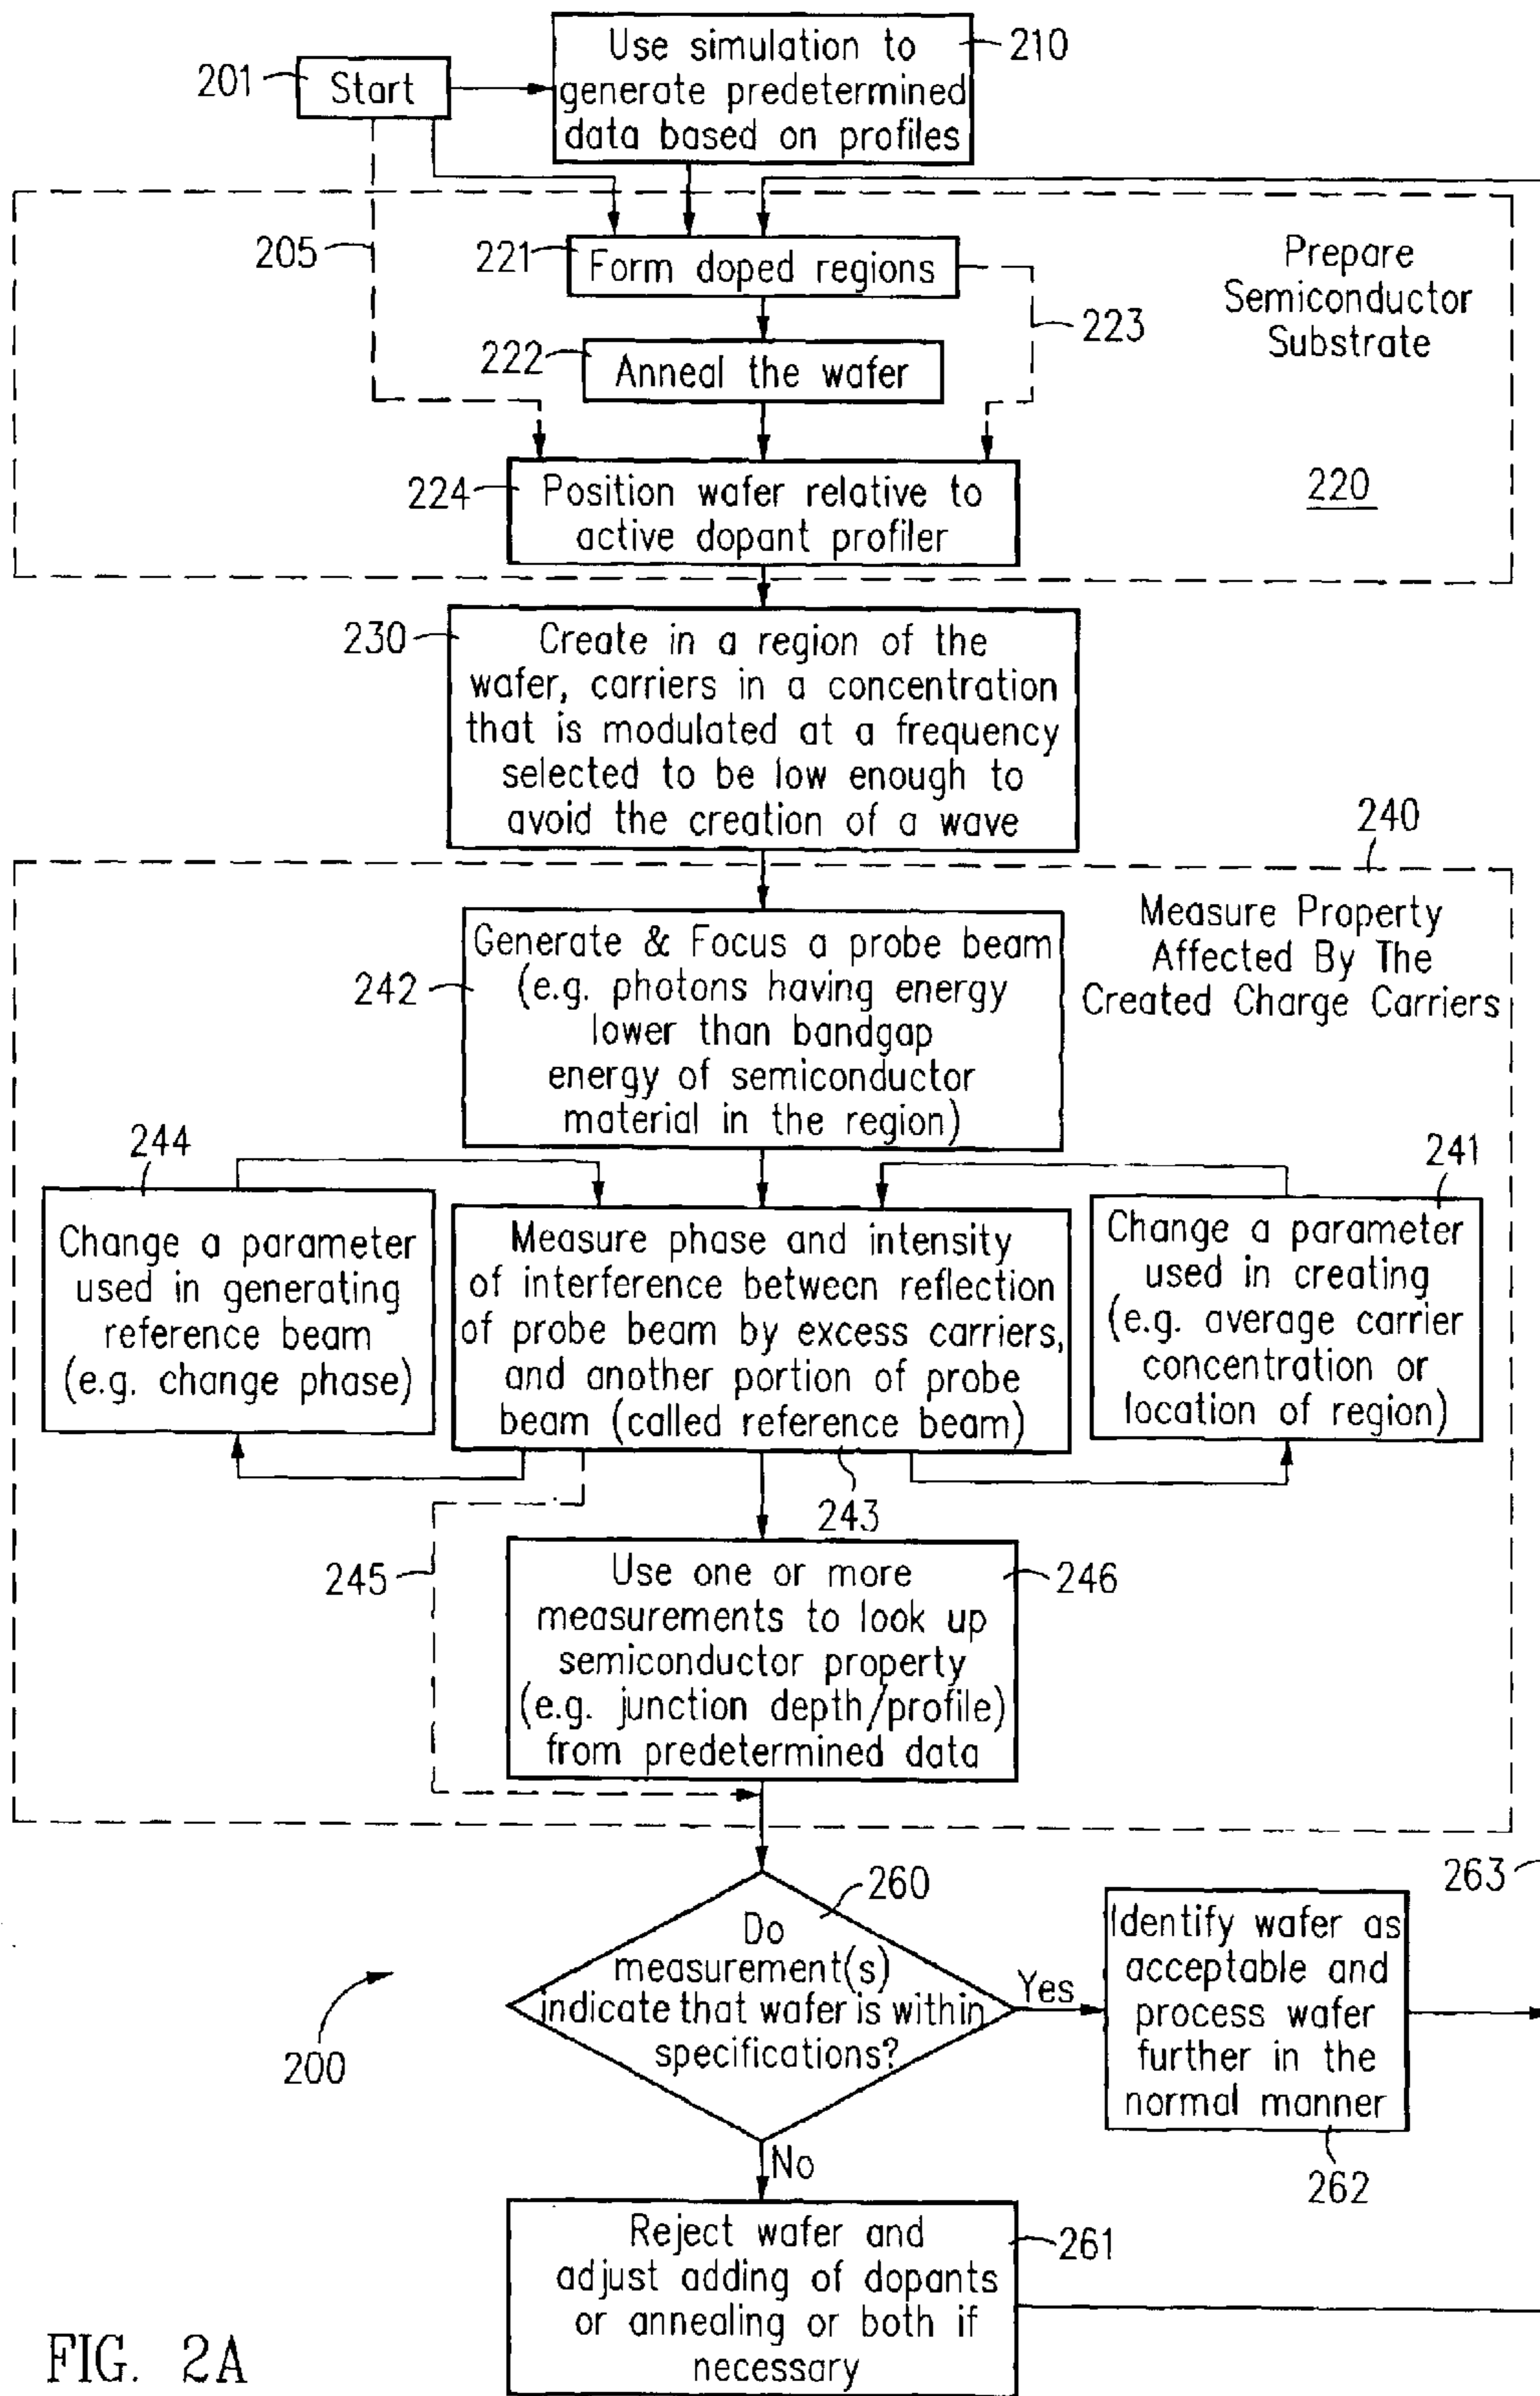 Use simulation to
generate predetermined
data based on profiles
210
201
Start
205
221
Form doped regions
Prepare
Semiconductor
Substrate
223
222
Anneal the wafer
224
Position wafer relative to
active dopant profiler
220
230
Create in a region of the
wafer, carriers in a concentration
that is modulated at a frequency
selected to be low enough to
avoid the creation of a wave
240
Measure Property
Affected By The
Created Charge Carriers
242
Generate & Focus a probe beam
(e.g. photons having energy
lower than bandgap
energy of semiconductor
material in the region)
244
Change a parameter
used in generating
reference beam
(e.g. change phase)
Measure phase and intensity
of interference between reflection
of probe beam by excess carriers,
and another portion of probe
beam (called reference beam)
243
241
Change a parameter
used in creating
(e.g. average carrier
concentration or
location of region)
245
Use one or more
measurements to look up
semiconductor property
(e.g. junction depth/profile)
from predetermined data
246
260
Do
measurement(s)
indicate that wafer is within
specifications?
Yes
263
Identify wafer as
acceptable and
process wafer
further in the
normal manner
262
200
No
Reject wafer and
adjust adding of dopants
or annealing or both if
necessary
261
FIG. 2A